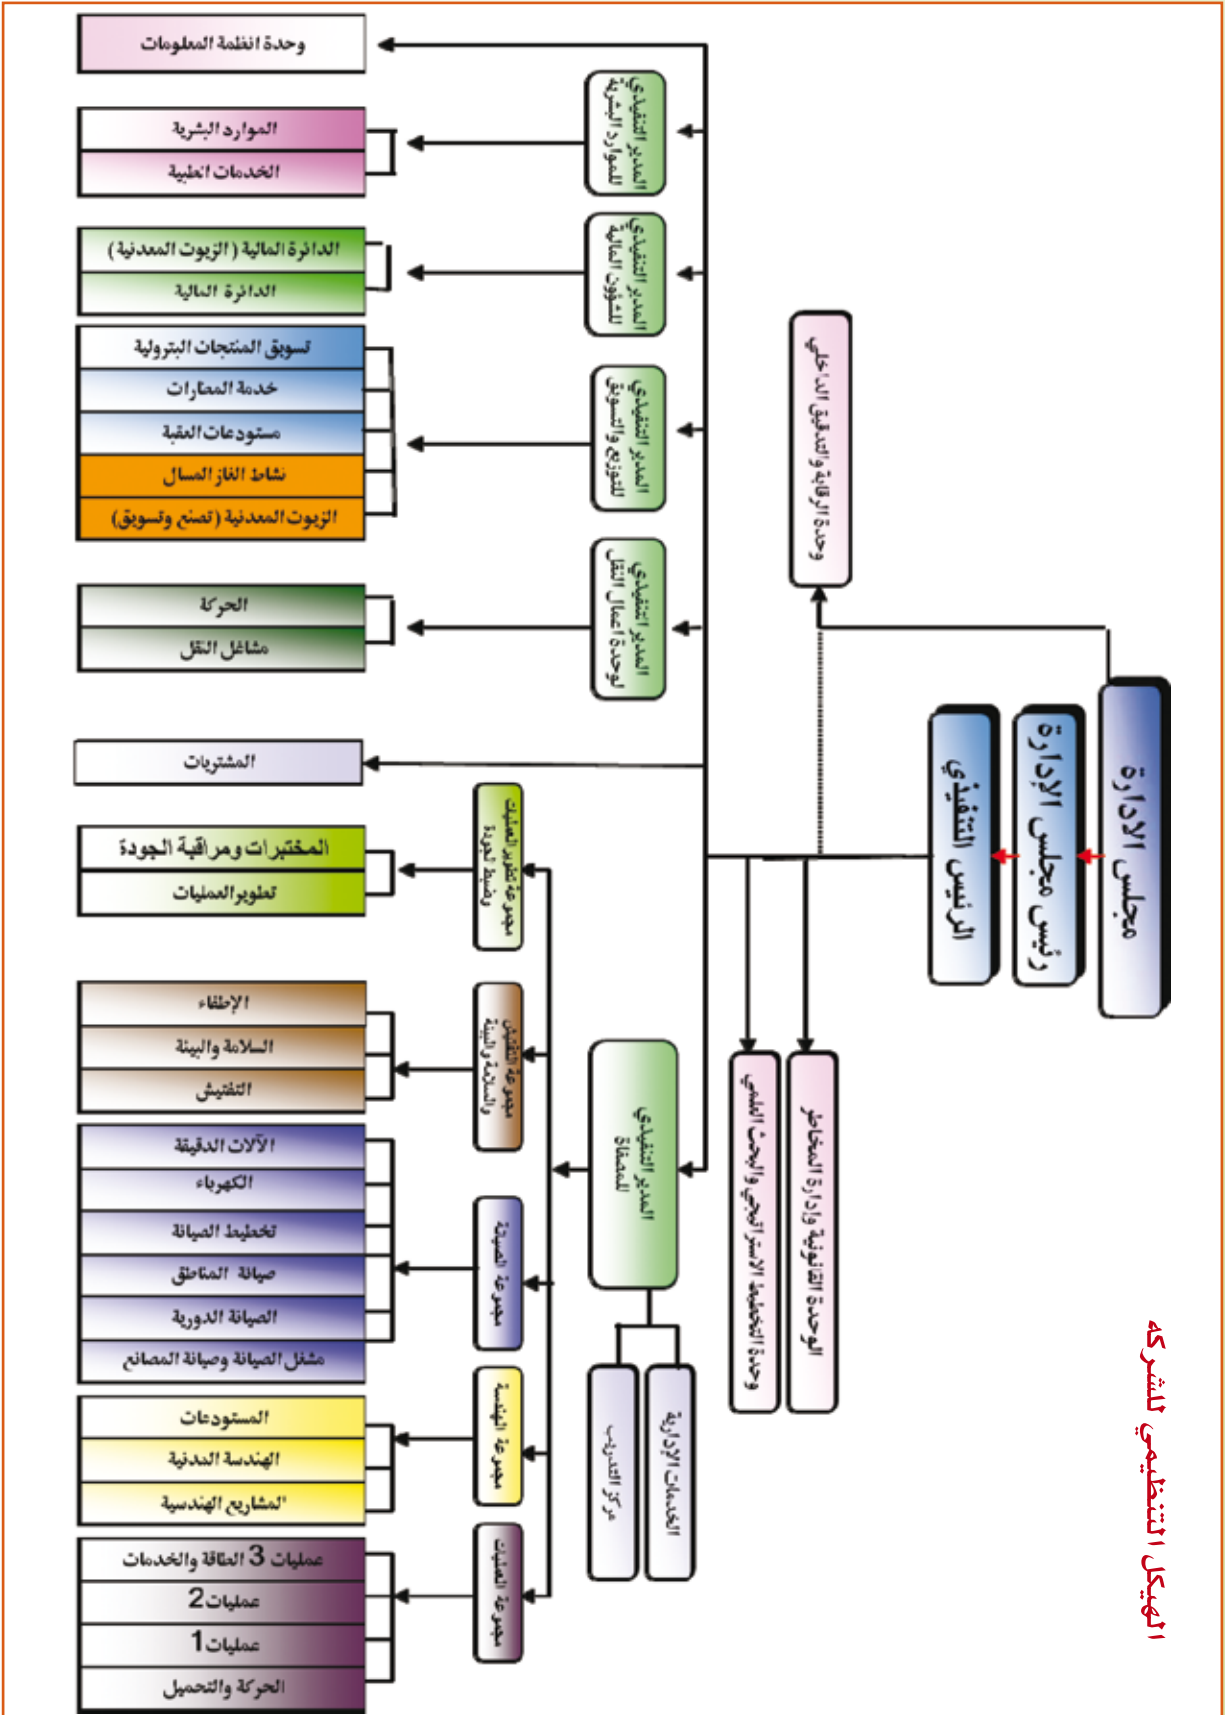 الهيكل التنظيمي للشركة
مجلس الادارة
رئيس مجلس الإدارة
الرئيس التنفيذي
وحدة الرقابة والتدقيق الداخلي
الوحدة القانونية وإدارة المخاطر
وحدة التخطيط الاستراتيجي والبحث العلمي
وحدة انظمة المعلومات
المدير التنفيذي
للموارد البشرية
الموارد البشرية
الخدمات الطبية
المدير التنفيذي
للشؤون المالية
الدائرة المالية (الزيوت المعدنية)
الدائرة المالية
المدير التنفيذي
للتوزيع والتسويق
تسويق المنتجات البترولية
خدمة المطارات
مستودعات العقبة
نشاط الغاز المسال
الزيوت المعدنية (تصنع وتسويق)
المدير التنفيذي
لوحدة اعمال النقل
الحركة
مشاغل النقل
المشتريات
المدير التنفيذي
للمصفاة
الخدمات الإدارية
مركز التدريب
مجموعة تطوير العمليات
وضبط الجودة
المختبرات ومراقبة الجودة
تطوير العمليات
مجموعة التفتيش
والسلامة والبيئة
الإطفاء
السلامة والبيئة
التفتيش
مجموعة الصيانة
الآلات الدقيقة
الكهرباء
تخطيط الصيانة
صيانة المناطق
الصيانة الدورية
مشغل الصيانة وصيانة المصانع
مجموعة الهندسة
المستودعات
الهندسة المدنية
المشاريع الهندسية
مجموعة العمليات
عمليات 3 الطاقة والخدمات
عمليات 2
عمليات 1
الحركة والتحميل